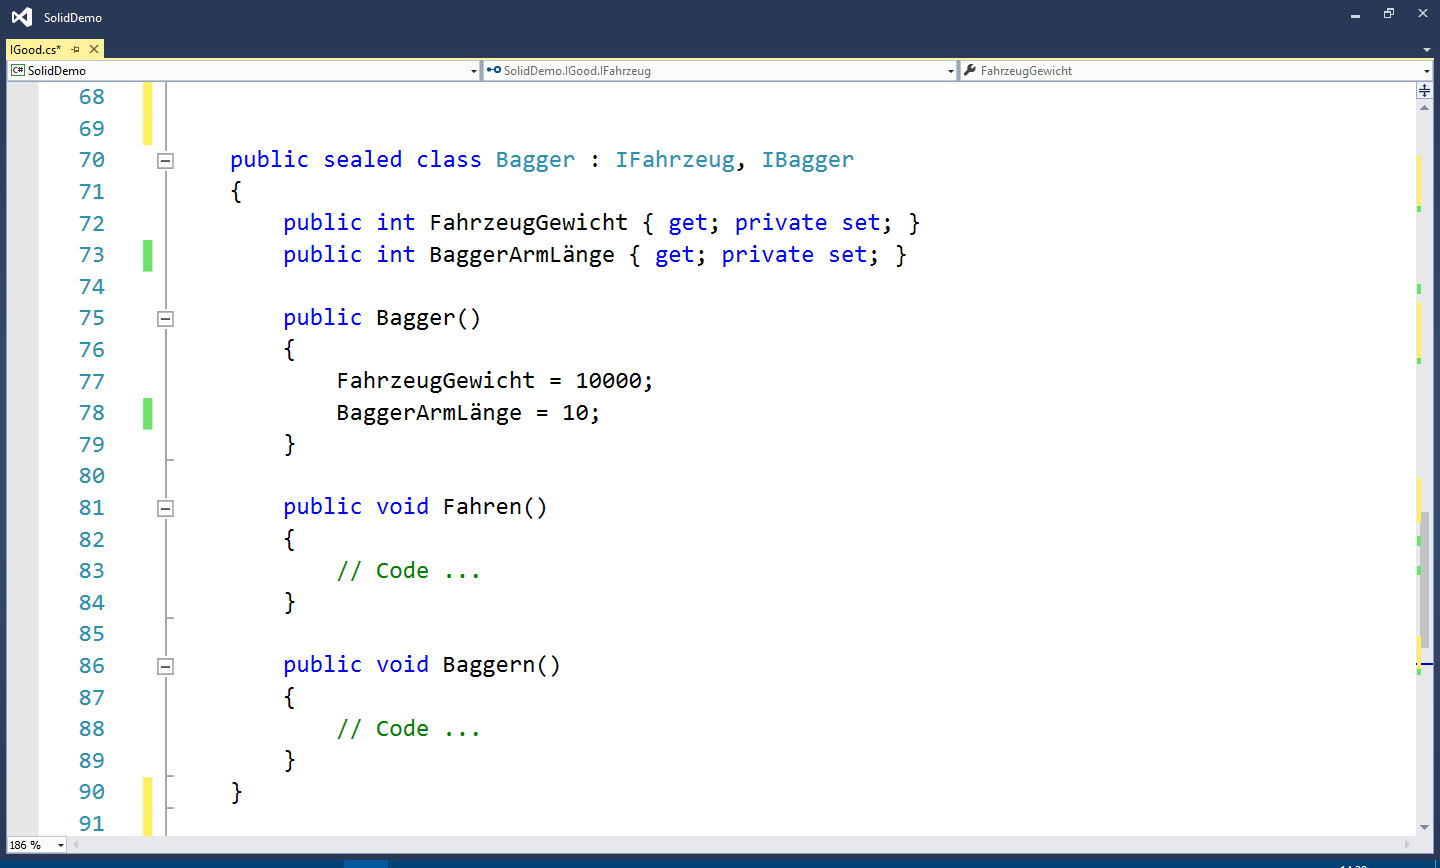 SolidDemo
IGood.cs*
C# SolidDemo
SolidDemo.IGood.IFahrzeug
FahrzeugGewicht
68
69
70 public sealed class Bagger : IFahrzeug, IBagger
71 {
72 public int FahrzeugGewicht { get; private set; }
73 public int BaggerArmLänge { get; private set; }
74
75 public Bagger()
76 {
77 FahrzeugGewicht = 10000;
78 BaggerArmLänge = 10;
79 }
80
81 public void Fahren()
82 {
83 // Code ...
84 }
85
86 public void Baggern()
87 {
88 // Code ...
89 }
90 }
91
186 %